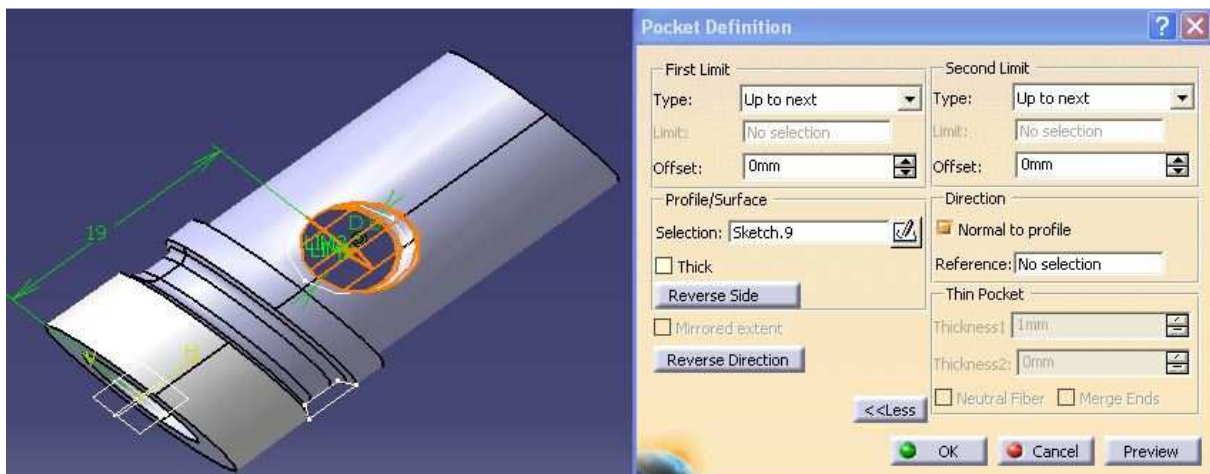 Pocket Definition
First Limit
Type: Up to next
Limit: No selection
Offset: 0mm
Profile/Surface
Selection: Sketch.9
Thick
Reverse Side
Mirrored extent
Reverse Direction
<<Less
Second Limit
Type: Up to next
Limit: No selection
Offset: 0mm
Direction
Normal to profile
Reference: No selection
Thin Pocket
Thickness1 1mm
Thickness2: 0mm
Neutral Fiber Merge Ends
OK Cancel Preview
19
V
H